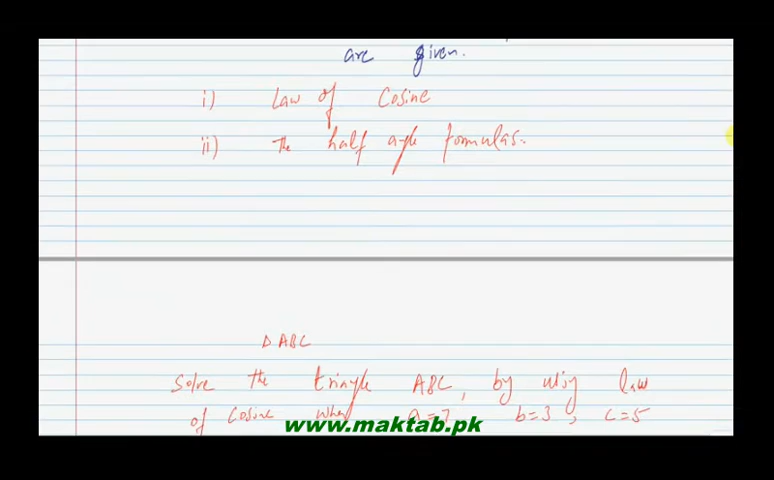 are given.
i) Law of Cosine
ii) The half angle formulas.
Δ ABC
Solve the triangle ABC, by using law
of Cosine when a=7 b=3, c=5
www.maktab.pk